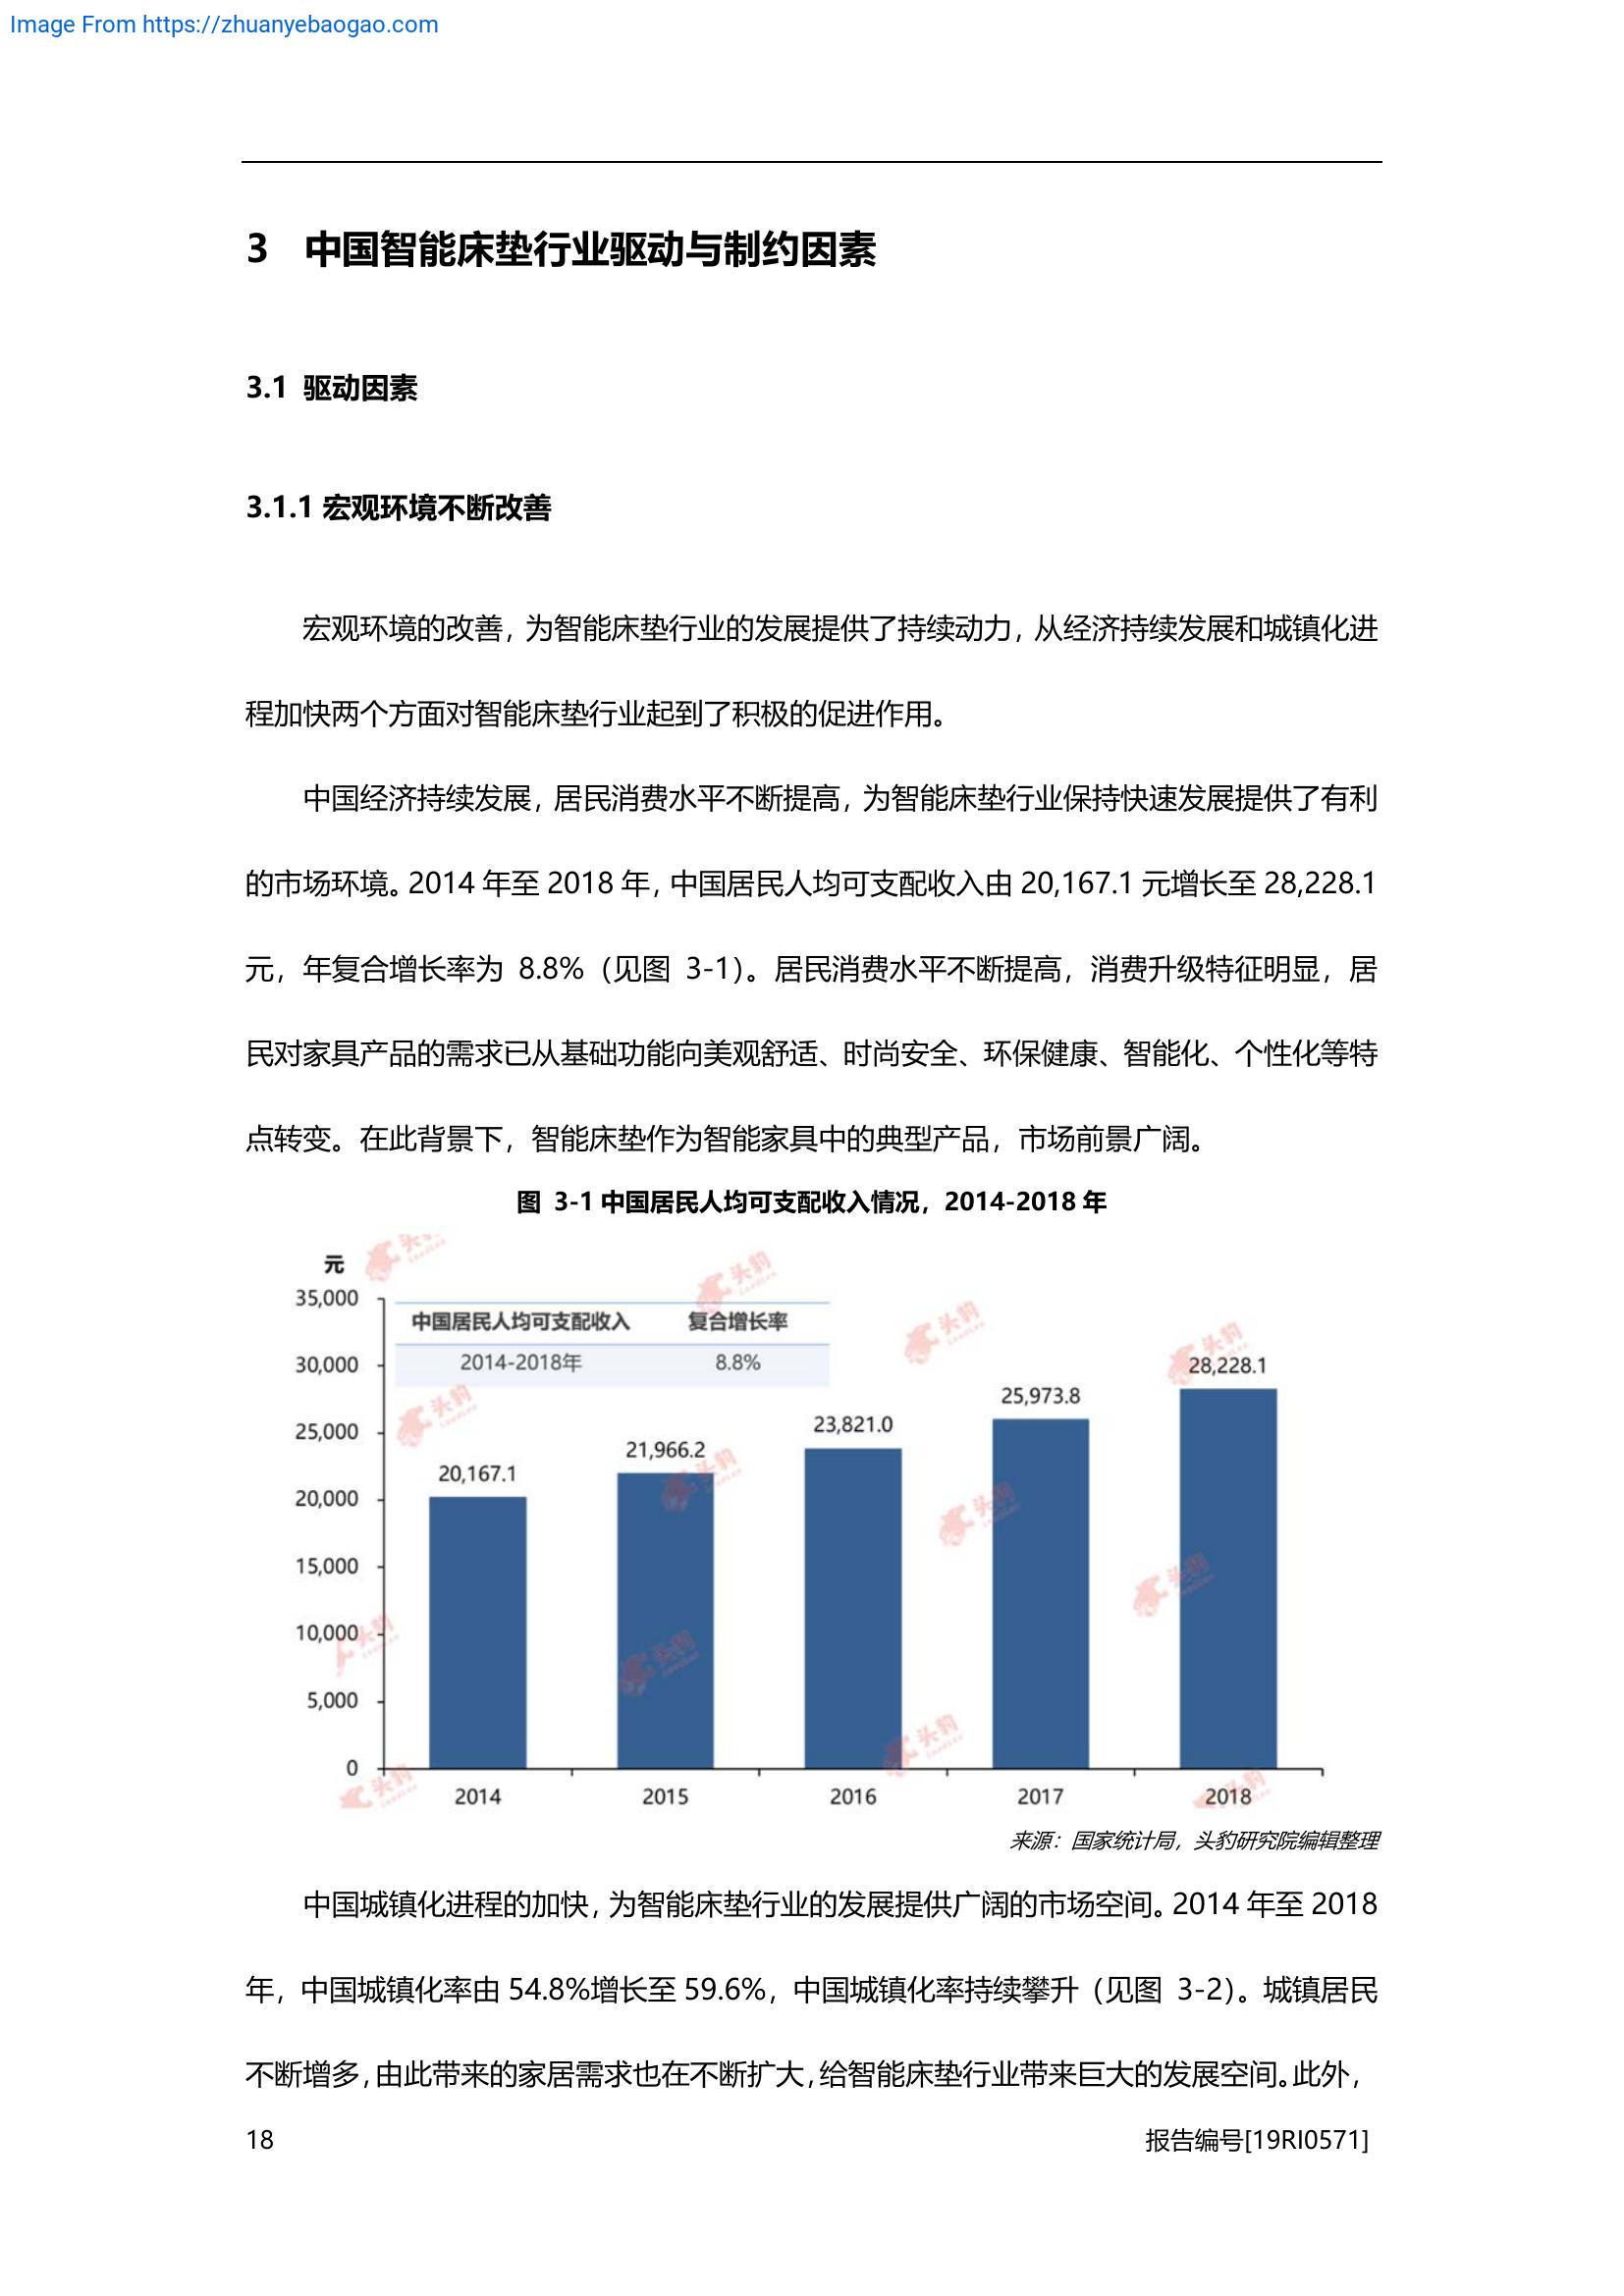 Image From https://zhuanyebaogao.com
3 中国智能床垫行业驱动与制约因素
3.1 驱动因素
3.1.1 宏观环境不断改善
宏观环境的改善，为智能床垫行业的发展提供了持续动力，从经济持续发展和城镇化进
程加快两个方面对智能床垫行业起到了积极的促进作用。
中国经济持续发展，居民消费水平不断提高，为智能床垫行业保持快速发展提供了有利
的市场环境。2014 年至 2018 年，中国居民人均可支配收入由 20,167.1 元增长至 28,228.1
元，年复合增长率为 8.8%（见图 3-1）。居民消费水平不断提高，消费升级特征明显，居
民对家具产品的需求已从基础功能向美观舒适、时尚安全、环保健康、智能化、个性化等特
点转变。在此背景下，智能床垫作为智能家具中的典型产品，市场前景广阔。
图 3-1 中国居民人均可支配收入情况，2014-2018 年
元
35,000
30,000
25,000
20,000
15,000
10,000
5,000
0
中国居民人均可支配收入 复合增长率
2014-2018年 8.8%
20,167.1
21,966.2
23,821.0
25,973.8
28,228.1
2014 2015 2016 2017 2018
头豹
来源：国家统计局，头豹研究院编辑整理
中国城镇化进程的加快，为智能床垫行业的发展提供广阔的市场空间。2014 年至 2018
年，中国城镇化率由 54.8%增长至 59.6%，中国城镇化率持续攀升（见图 3-2）。城镇居民
不断增多，由此带来的家居需求也在不断扩大，给智能床垫行业带来巨大的发展空间。此外，
18 报告编号[19RI0571]